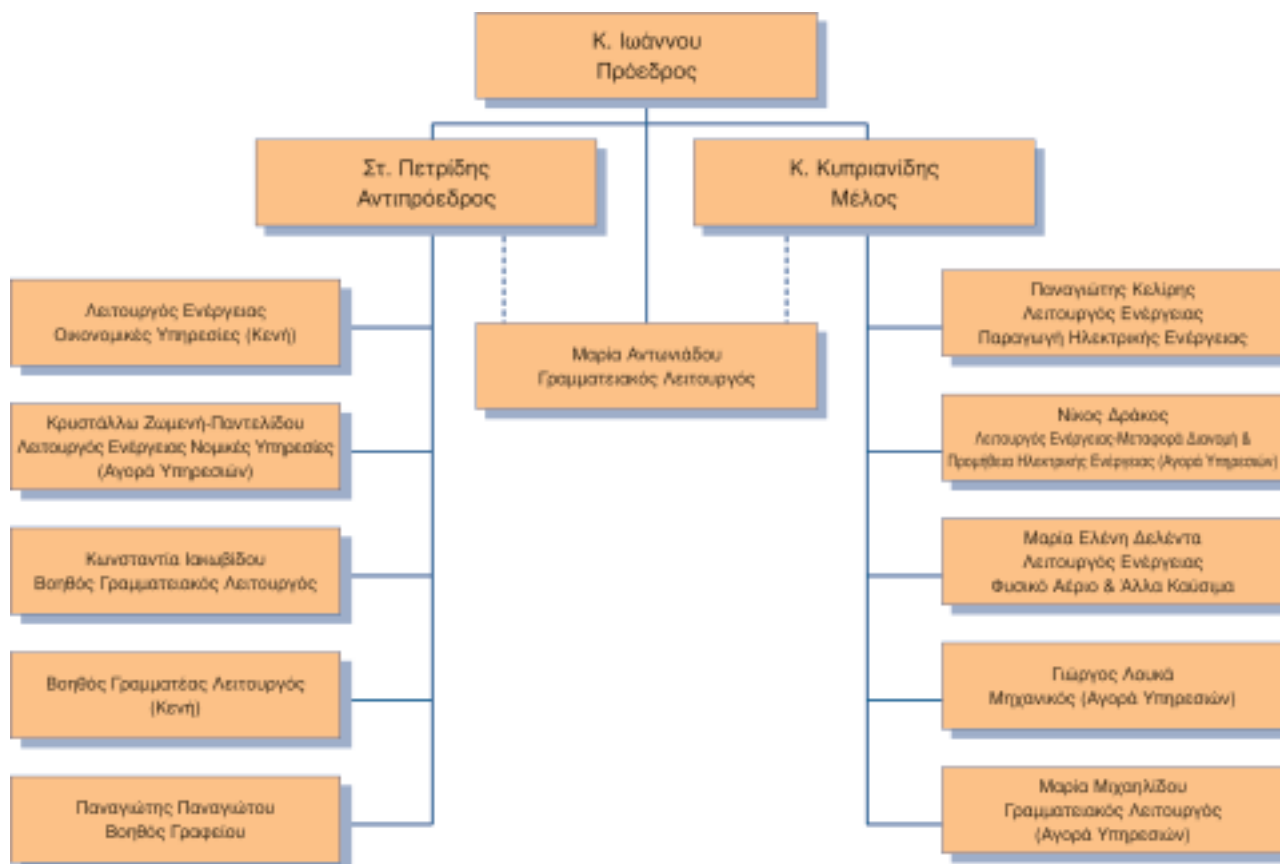 Κ. Ιωάννου
Πρόεδρος
Στ. Πετρίδης
Αντιπρόεδρος
Κ. Κυπριανίδης
Μέλος
Μαρία Αντωνιάδου
Γραμματειακός Λειτουργός
Λειτουργός Ενέργειας
Οικονομικές Υπηρεσίες (Κενή)
Κρυστάλλω Ζωμενή-Παντελίδου
Λειτουργός Ενέργειας Νομικές Υπηρεσίες
(Αγορά Υπηρεσιών)
Κωνσταντία Ιακωβίδου
Βοηθός Γραμματειακός Λειτουργός
Βοηθός Γραμματέας Λειτουργός
(Κενή)
Παναγιώτης Παναγιώτου
Βοηθός Γραφείου
Παναγιώτης Κελίρης
Λειτουργός Ενέργειας
Παραγωγή Ηλεκτρικής Ενέργειας
Νίκος Δράκος
Λειτουργός Ενέργειας-Μεταφορά Διανομή &
Προμήθεια Ηλεκτρικής Ενέργειας (Αγορά Υπηρεσιών)
Μαρία Ελένη Δελέντα
Λειτουργός Ενέργειας
Φυσικό Αέριο & Άλλα Καύσιμα
Γιώργος Λουκά
Μηχανικός (Αγορά Υπηρεσιών)
Μαρία Μιχαηλίδου
Γραμματειακός Λειτουργός
(Αγορά Υπηρεσιών)